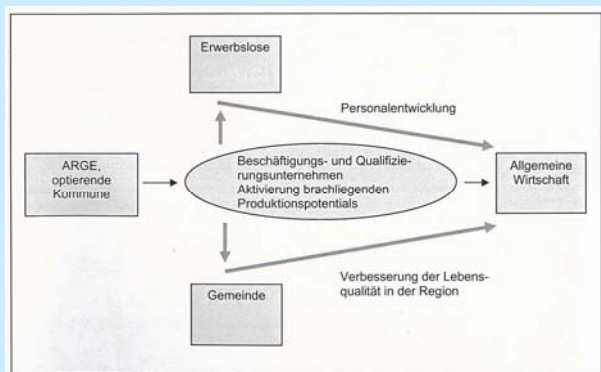 Erwerbslose
Personalentwicklung
ARGE,
optierende
Kommune
Beschäftigungs- und Qualifizie-
rungsunternehmen
Aktivierung brachliegenden
Produktionspotentials
Allgemeine
Wirtschaft
Gemeinde
Verbesserung der Lebens-
qualität in der Region